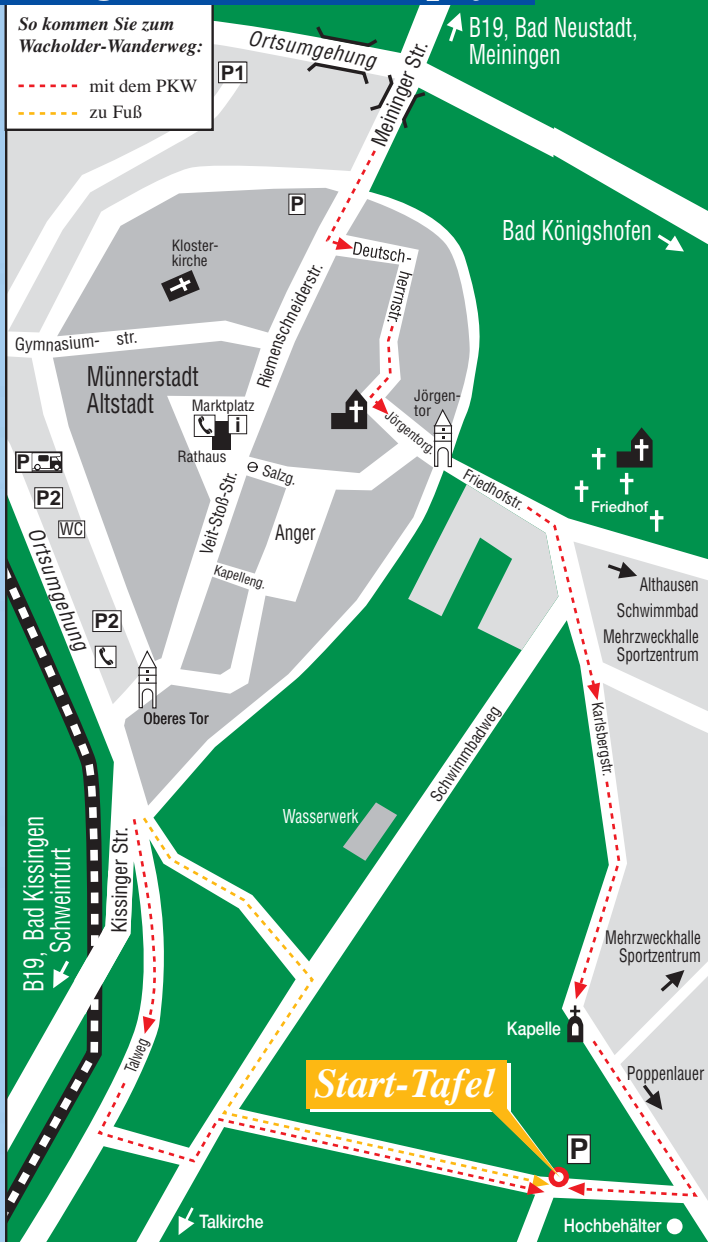 So kommen Sie zum
Wacholder-Wanderweg:
mit dem PKW
zu Fuß
Ortsumgehung
P1
Meininger Str.
B19, Bad Neustadt,
Meiningen
P
Bad Königshofen
Kloster-
kirche
Deutsch-
herrnstr.
Riemenschneiderstr.
Gymnasium- str.
Münnerstadt
Altstadt
Marktplatz
i
Rathaus
Jörgen-
tor
Jörgentorg.
Salzg.
Friedhofstr.
Friedhof
P
P2
WC
Ortsumgehung
Veit-Stoß-Str.
Anger
Kapelleng.
Althausen
Schwimmbad
Mehrzweckhalle
Sportzentrum
P2
Oberes Tor
Karlsbergstr.
Schwimmbadweg
Wasserwerk
Kissinger Str.
B19, Bad Kissingen
Schweinfurt
Mehrzweckhalle
Sportzentrum
Kapelle
Talweg
Start-Tafel
Poppenlauer
P
Talkirche
Hochbehälter